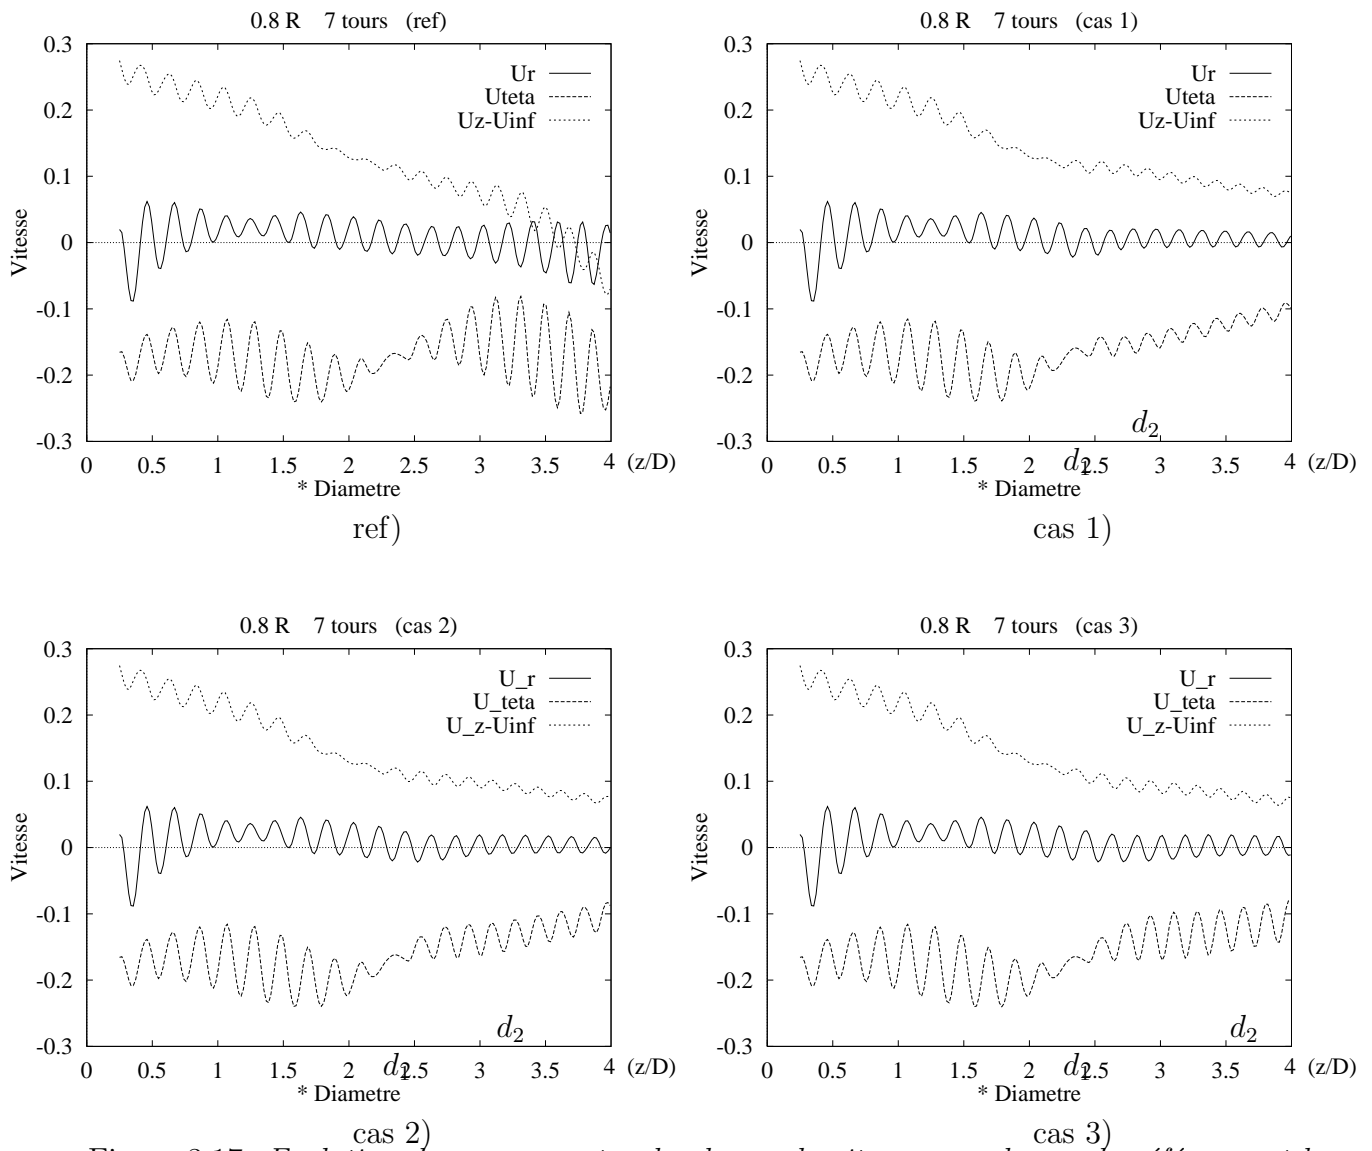 0.8 R 7 tours (ref)
Ur
Uteta
Uz-Uinf
0.3
0.2
0.1
0
-0.1
-0.2
-0.3
Vitesse
0 0.5 1 1.5 2 2.5 3 3.5 4 (z/D)
* Diametre
ref)
0.8 R 7 tours (cas 1)
Ur
Uteta
Uz-Uinf
0.3
0.2
0.1
0
-0.1
-0.2
-0.3
Vitesse
d2
0 0.5 1 1.5 2 d1 2.5 3 3.5 4 (z/D)
* Diametre
cas 1)
0.8 R 7 tours (cas 2)
U_r
U_teta
U_z-Uinf
0.3
0.2
0.1
0
-0.1
-0.2
-0.3
Vitesse
d2
0 0.5 1 1.5 2 d1 2.5 3 3.5 4 (z/D)
* Diametre
cas 2)
0.8 R 7 tours (cas 3)
U_r
U_teta
U_z-Uinf
0.3
0.2
0.1
0
-0.1
-0.2
-0.3
Vitesse
d2
0 0.5 1 1.5 2 d1 2.5 3 3.5 4 (z/D)
* Diametre
cas 3)